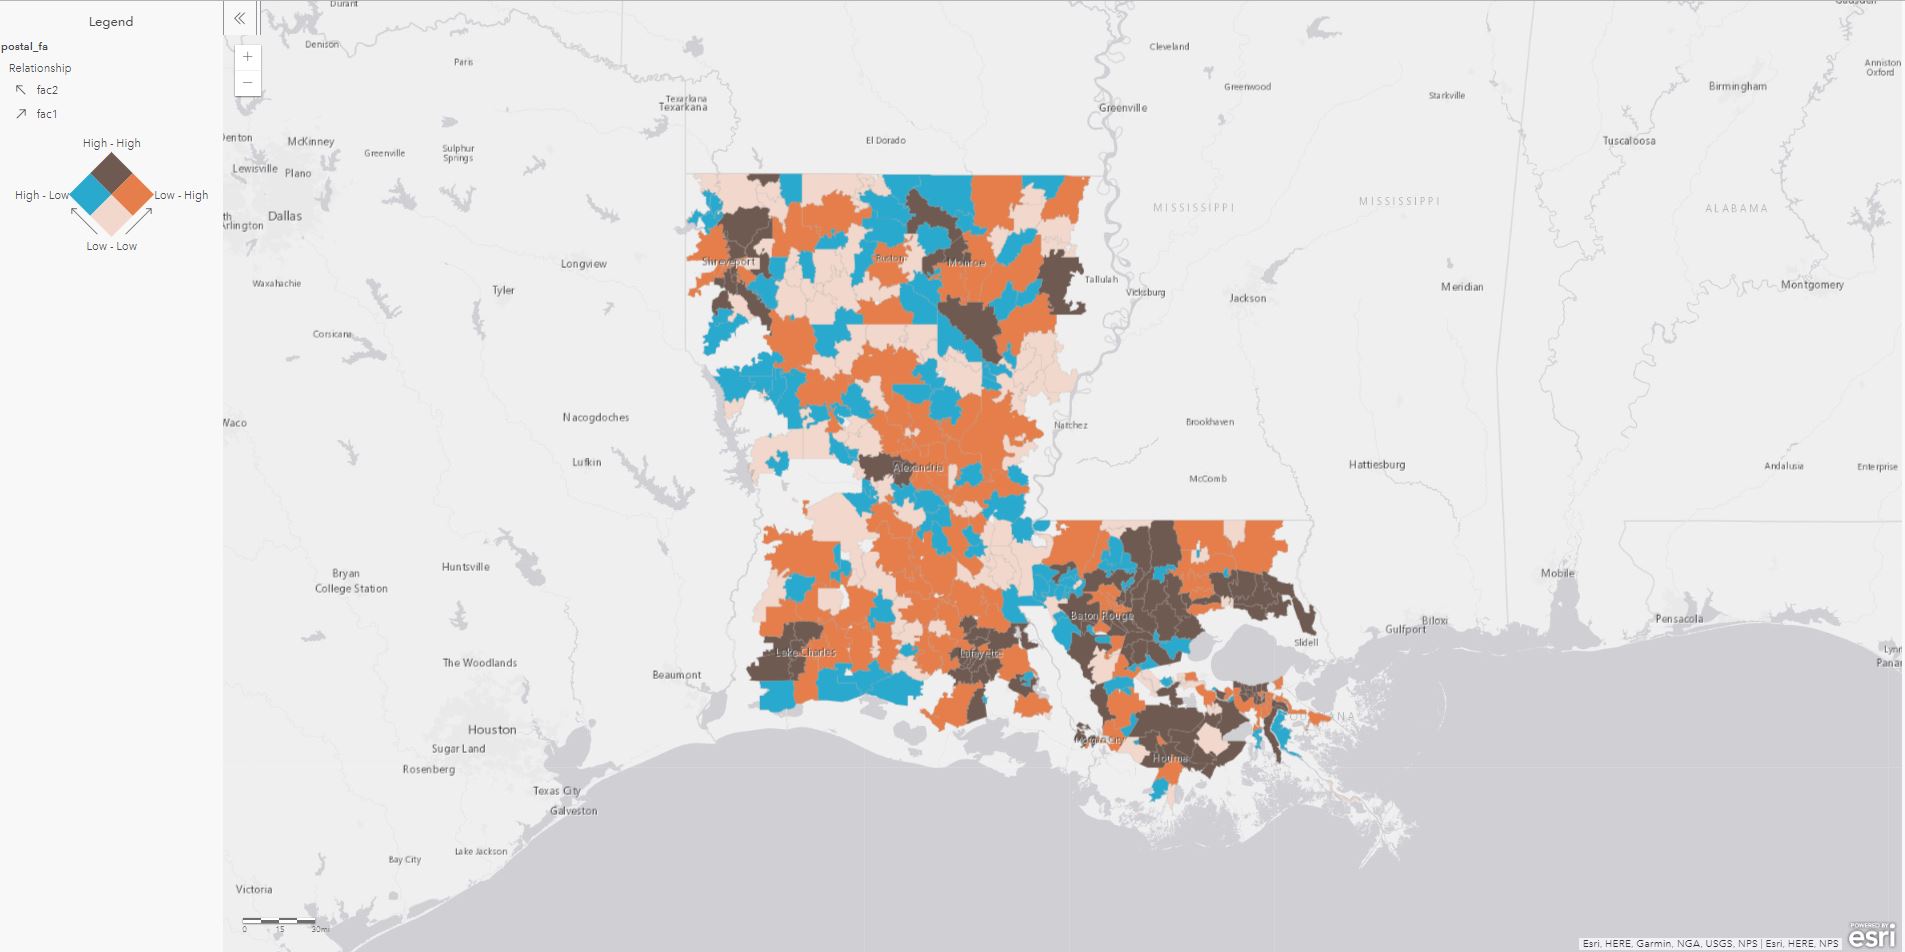 Legend
postal_fa
Relationship
fac2
fac1
High - High
High - Low
Low - High
Low - Low
«
+
−
Durant
Denison
Paris
Texarkana
Texarkana
McKinney
Greenville
Sulphur
Springs
Lewisville
Plano
Dallas
Waxahachie
Corsicana
Longview
Tyler
Nacogdoches
Lufkin
Huntsville
Bryan
College Station
The Woodlands
Beaumont
Houston
Sugar Land
Rosenberg
Texas City
Galveston
Bay City
Lake Jackson
Victoria
El Dorado
Cleveland
Greenwood
Greenville
Starkville
Birmingham
Anniston
Oxford
Tuscaloosa
MISSISSIPPI
MISSISSIPPI
ALABAMA
Shreveport
Ruston
Monroe
Tallulah
Vicksburg
Jackson
Meridian
Montgomery
Natchez
Brookhaven
Alexandria
McComb
Hattiesburg
Andalusia
Enterprise
Mobile
Pensacola
Biloxi
Gulfport
Slidell
Baton Rouge
Lake Charles
Lafayette
Morgan City
Houma
0 15 30mi
Esri, HERE, Garmin, NGA, USGS, NPS | Esri, HERE, NPS
POWERED BY
esri